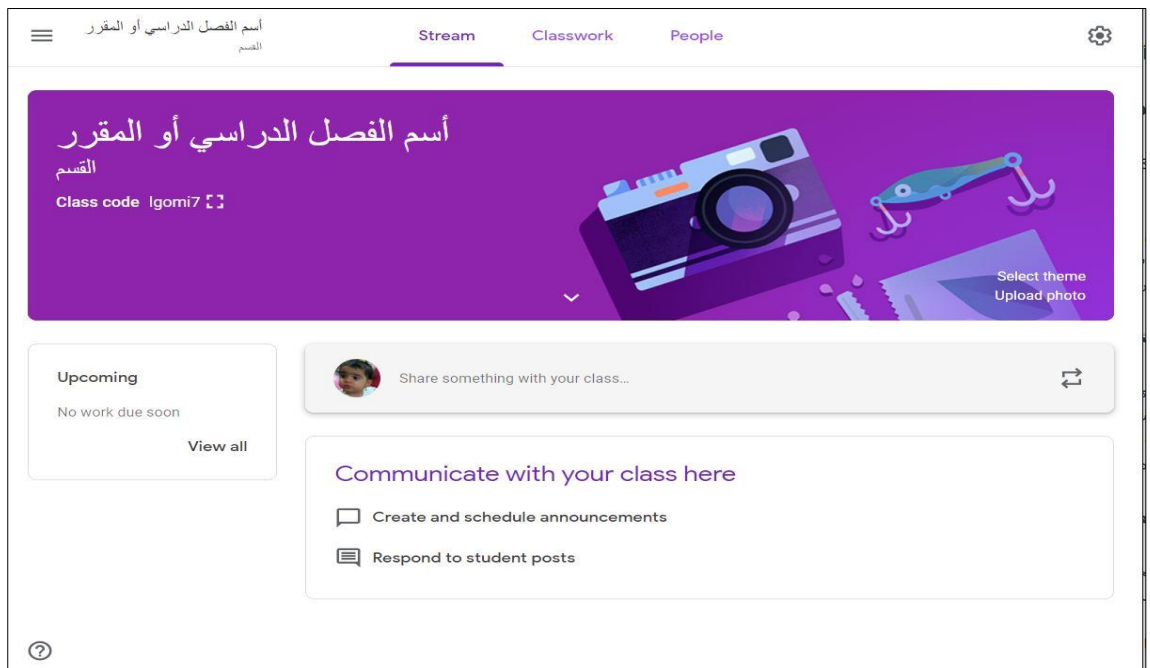 أسم الفصل الدراسي أو المقرر
القسم
Stream Classwork People
أسم الفصل الدراسي أو المقرر
القسم
Class code lgomi7
Select theme
Upload photo
Upcoming
No work due soon
View all
Share something with your class...
Communicate with your class here
Create and schedule announcements
Respond to student posts